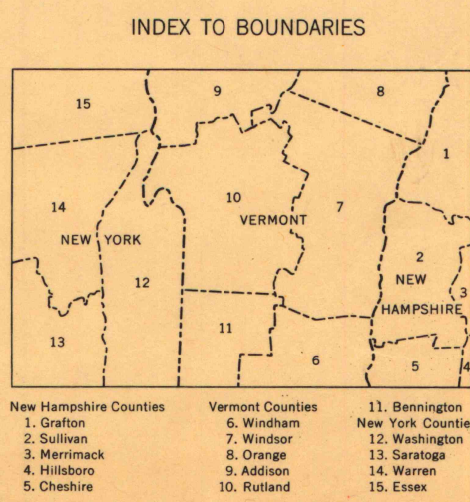 INDEX TO BOUNDARIES
15
9
8
1
14
10
7
VERMONT
NEW YORK
2
12
NEW
3
HAMPSHIRE
11
13
6
5
4
New Hampshire Counties
1. Grafton
2. Sullivan
3. Merrimack
4. Hillsboro
5. Cheshire
Vermont Counties
6. Windham
7. Windsor
8. Orange
9. Addison
10. Rutland
11. Bennington
New York Countie
12. Washington
13. Saratoga
14. Warren
15. Essex